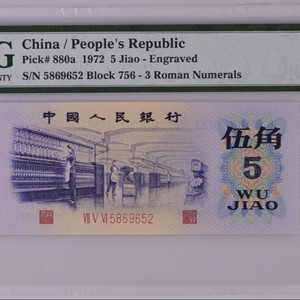 G
NTY
China / People's Republic
Pick# 880a 1972 5 Jiao - Engraved
S/N 5869652 Block 756 - 3 Roman Numerals
中國人民銀行
伍角
5
WU
JIAO
VII V VI 5869652